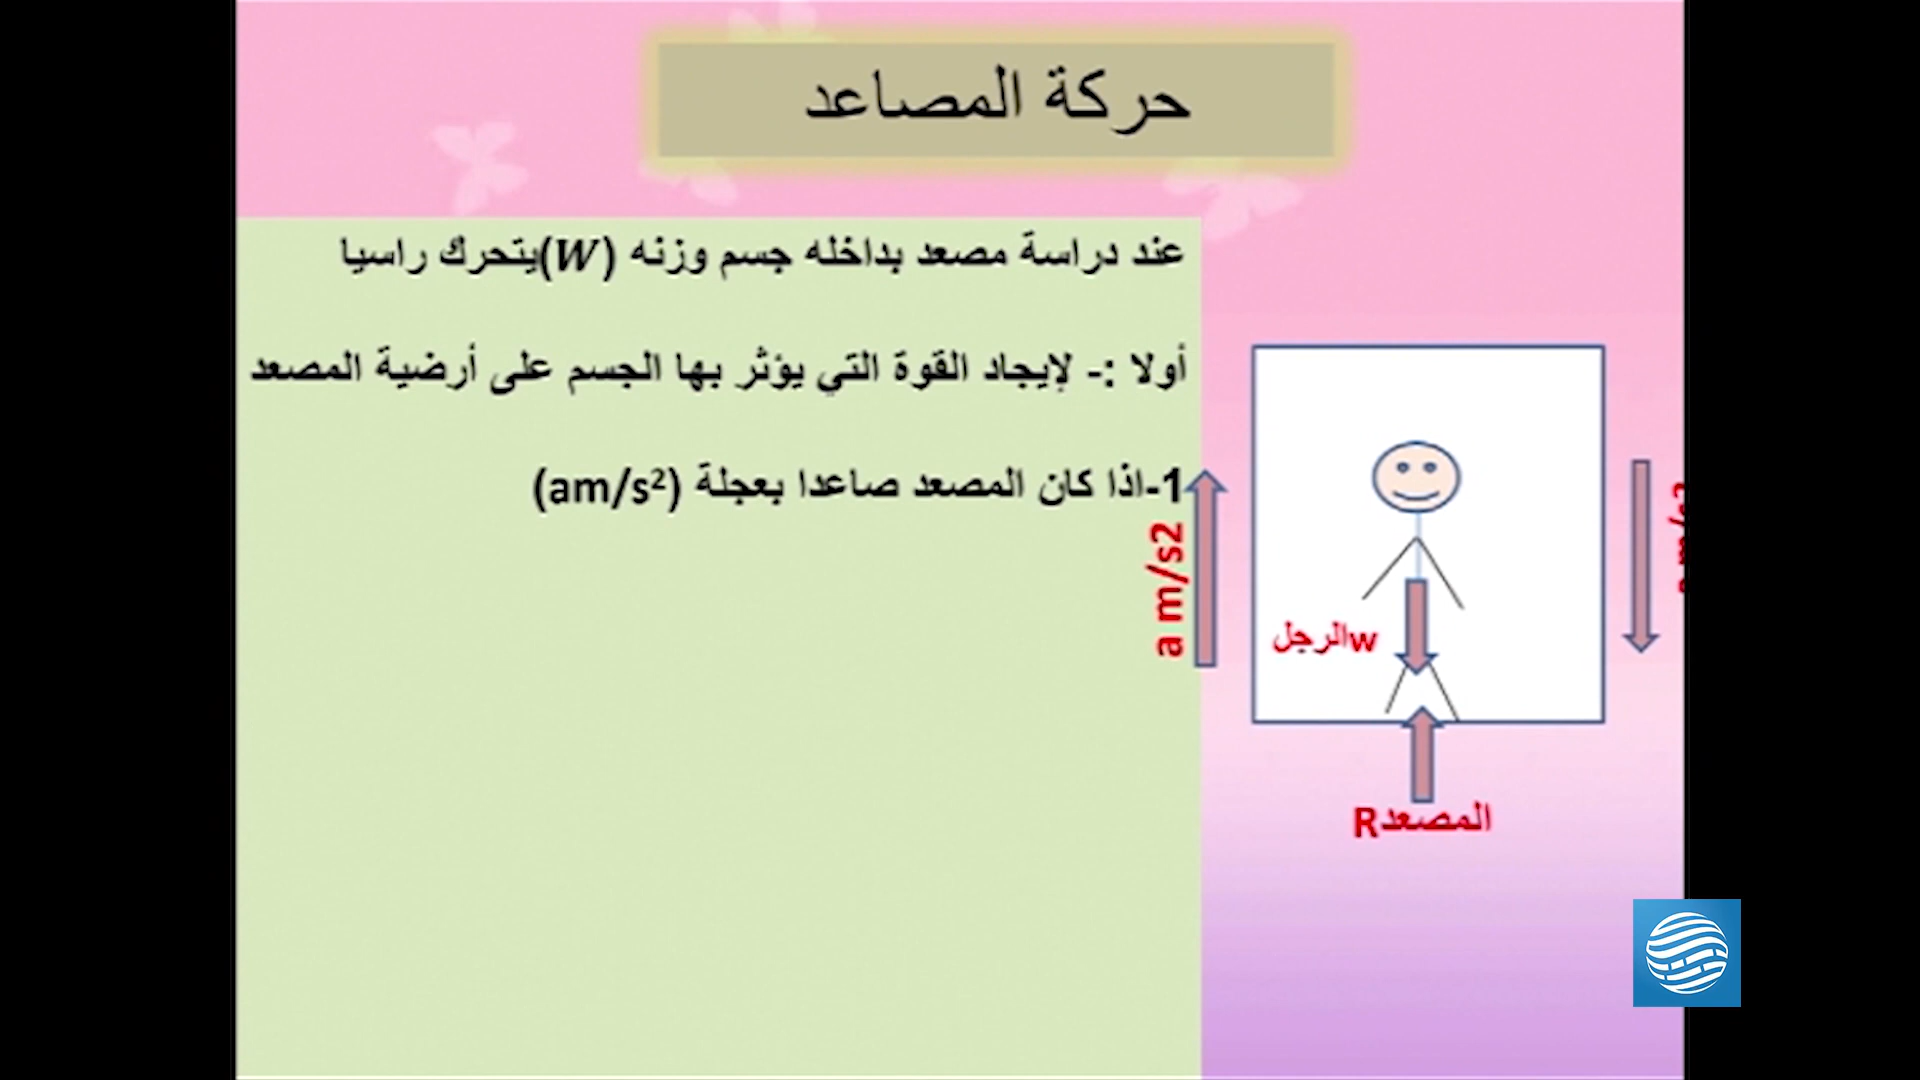 حركة المصاعد
عند دراسة مصعد بداخله جسم وزنه (W)يتحرك راسيا
أولا :- لإيجاد القوة التي يؤثر بها الجسم على أرضية المصعد
1-اذا كان المصعد صاعدا بعجلة (am/s²)
a m/s2
wالرجل
المصعدR